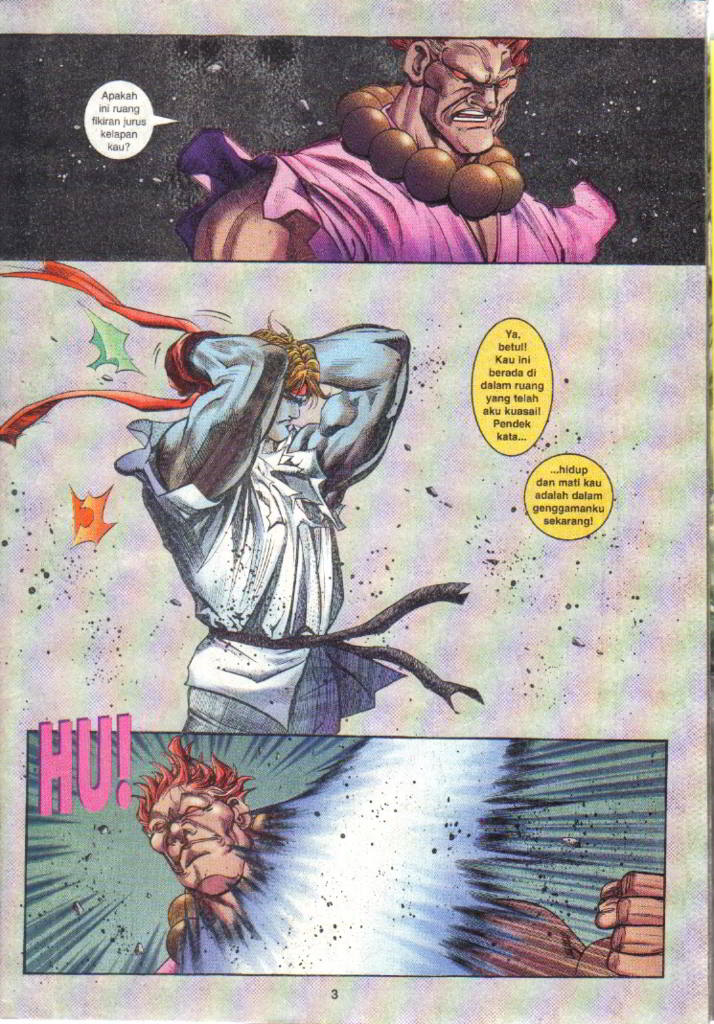 Apakah
ini ruang
fikiran jurus
kelapan
kau?
Ya,
betul!
Kau ini
berada di
dalam ruang
yang telah
aku kuasai!
Pendek
kata...
...hidup
dan mati kau
adalah dalam
genggamanku
sekarang!
HU!
3